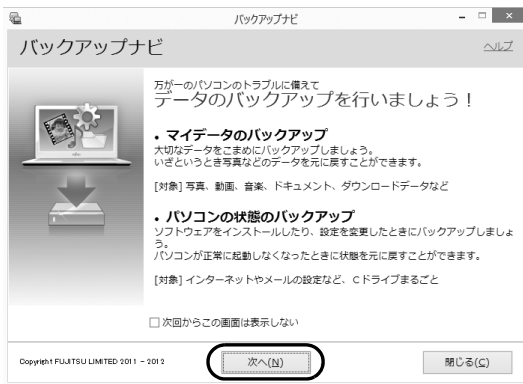 バックアップナビ
バックアップナビ
ヘルプ
万が一のパソコンのトラブルに備えて
データのバックアップを行いましょう！
• マイデータのバックアップ
大切なデータをこまめにバックアップしましょう。
いざというとき写真などのデータを元に戻すことができます。
[対象] 写真、動画、音楽、ドキュメント、ダウンロードデータなど
• パソコンの状態のバックアップ
ソフトウェアをインストールしたり、設定を変更したときにバックアップしましょ
う。
パソコンが正常に起動しなくなったときに状態を元に戻すことができます。
[対象] インターネットやメールの設定など、Cドライブまるごと
次回からこの画面は表示しない
Copyright FUJITSU LIMITED 2011 - 2012
次へ(N)
閉じる(C)